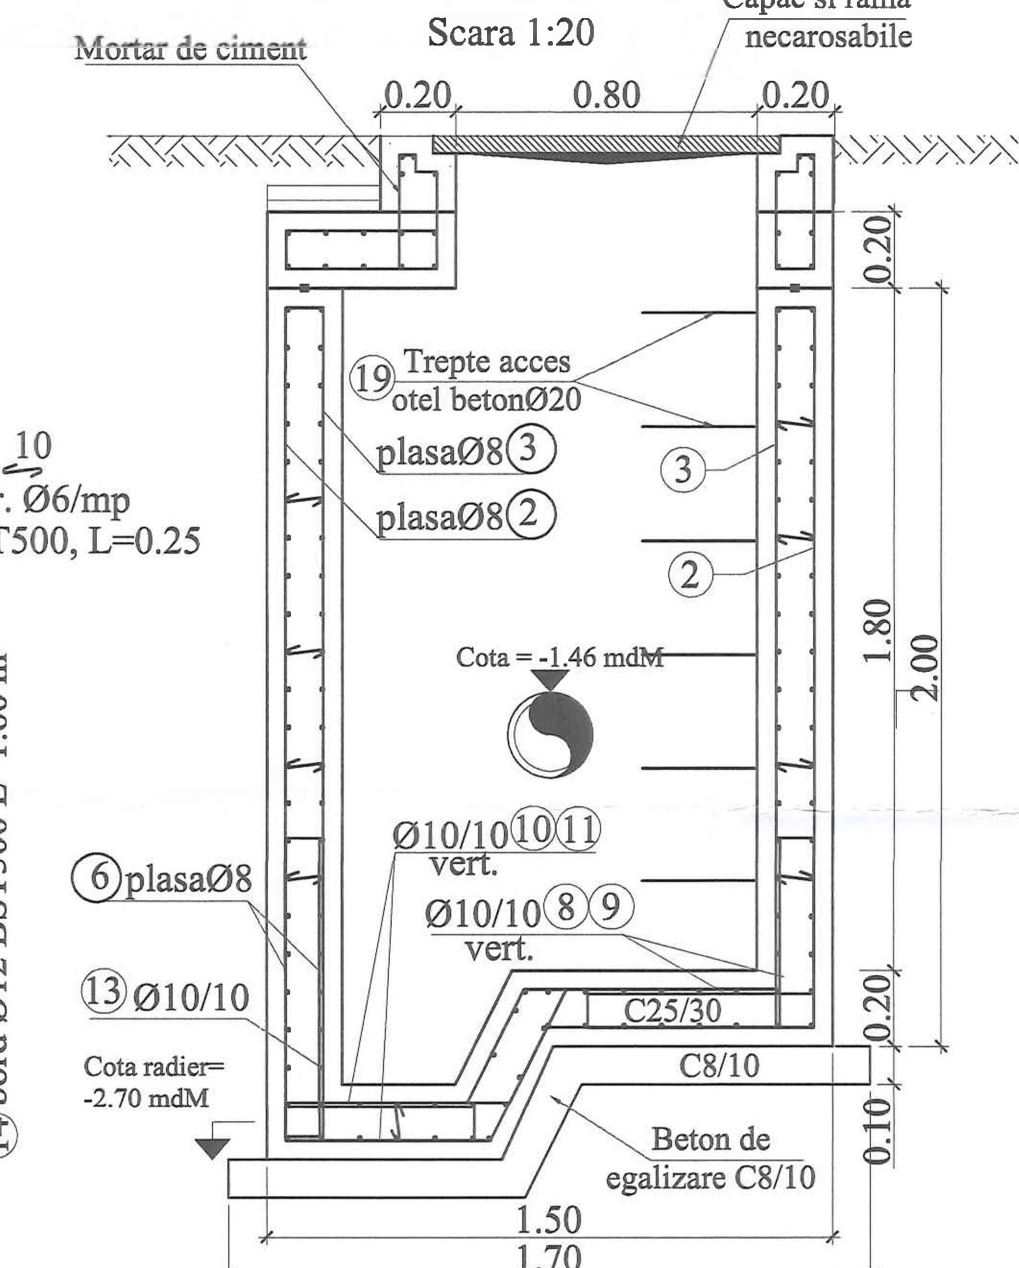 Capac si rama
necarosabile
Scara 1:20
Mortar de ciment
0.20
0.80
0.20
0.20
19
Trepte acces
otel betonØ20
10
plasaØ8 3
3
Ø6/mp
plasaØ8 2
L=0.25
2
1.80
2.00
Cota = -1.46 mdM
Ø10/10 10 11
vert.
6 plasaØ8
Ø10/10 8 9
vert.
13 Ø10/10
C25/30
0.20
Cota radier=
-2.70 mdM
C8/10
0.10
14
Beton de
egalizare C8/10
1.50
1.70